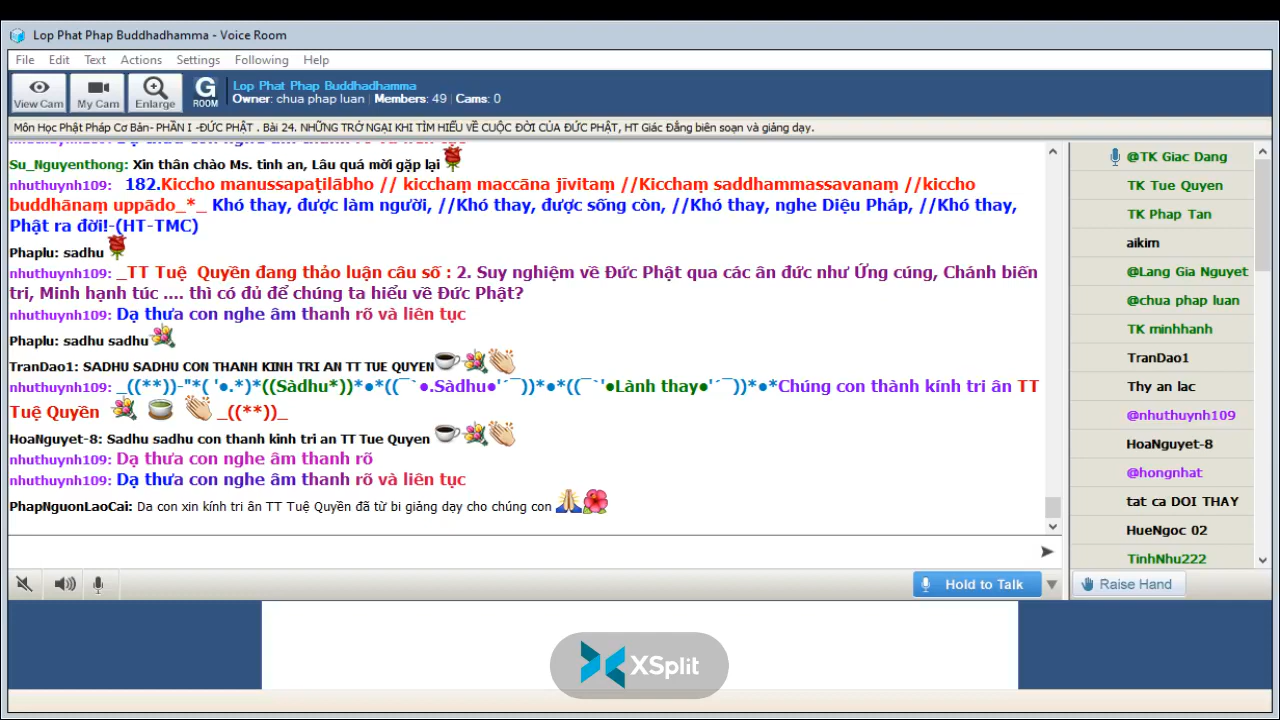 Lop Phat Phap Buddhadhamma - Voice Room
File Edit Text Actions Settings Following Help
View Cam My Cam Enlarge G ROOM
Lop Phat Phap Buddhadhamma
Owner: chua phap luan | Members: 49 | Cams: 0
Môn Học Phật Pháp Cơ Bản- PHẦN I -ĐỨC PHẬT . Bài 24. NHỮNG TRỞ NGẠI KHI TÌM HIỂU VỀ CUỘC ĐỜI CỦA ĐỨC PHẬT, HT Giác Đẳng biên soạn và giảng dạy.
Su_Nguyenthong: Xin thân chào Ms. tinh an, Lâu quá mời gặp lại
nhuthuynh109: 182.Kiccho manussapaṭilābho // kicchaṃ maccāna jīvitaṃ //Kicchaṃ saddhammassavanaṃ //kiccho
buddhānaṃ uppādo_*_ Khó thay, được làm người, //Khó thay, được sống còn, //Khó thay, nghe Diệu Pháp, //Khó thay,
Phật ra đời!-(HT-TMC)
Phaplu: sadhu
nhuthuynh109: _TT Tuệ Quyền đang thảo luận câu số : 2. Suy nghiệm về Đức Phật qua các ân đức như Ứng cúng, Chánh biến
tri, Minh hạnh túc .... thì có đủ để chúng ta hiểu về Đức Phật?
nhuthuynh109: Dạ thưa con nghe âm thanh rõ và liên tục
Phaplu: sadhu sadhu
TranDao1: SADHU SADHU CON THANH KINH TRI AN TT TUE QUYEN
nhuthuynh109: _((**))-"*( '●.*)*((Sàdhu*))*●*((¯`●.Sàdhu●'´¯))*●*((¯`'●Lành thay●'´¯))*●*Chúng con thành kính tri ân TT
Tuệ Quyền _((**))_
HoaNguyet-8: Sadhu sadhu con thanh kinh tri an TT Tue Quyen
nhuthuynh109: Dạ thưa con nghe âm thanh rõ
nhuthuynh109: Dạ thưa con nghe âm thanh rõ và liên tục
PhapNguonLaoCai: Da con xin kính tri ân TT Tuệ Quyền đã từ bi giảng dạy cho chúng con
@TK Giac Dang
TK Tue Quyen
TK Phap Tan
aikim
@Lang Gia Nguyet
@chua phap luan
TK minhhanh
TranDao1
Thy an lac
@nhuthuynh109
HoaNguyet-8
@hongnhat
tat ca DOI THAY
HueNgoc 02
TinhNhu222
Hold to Talk
Raise Hand
XSplit